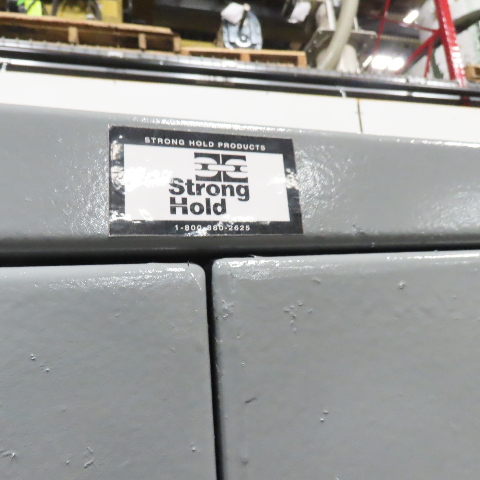 STRONG HOLD PRODUCTS
Strong
Hold
1-800-880-2625